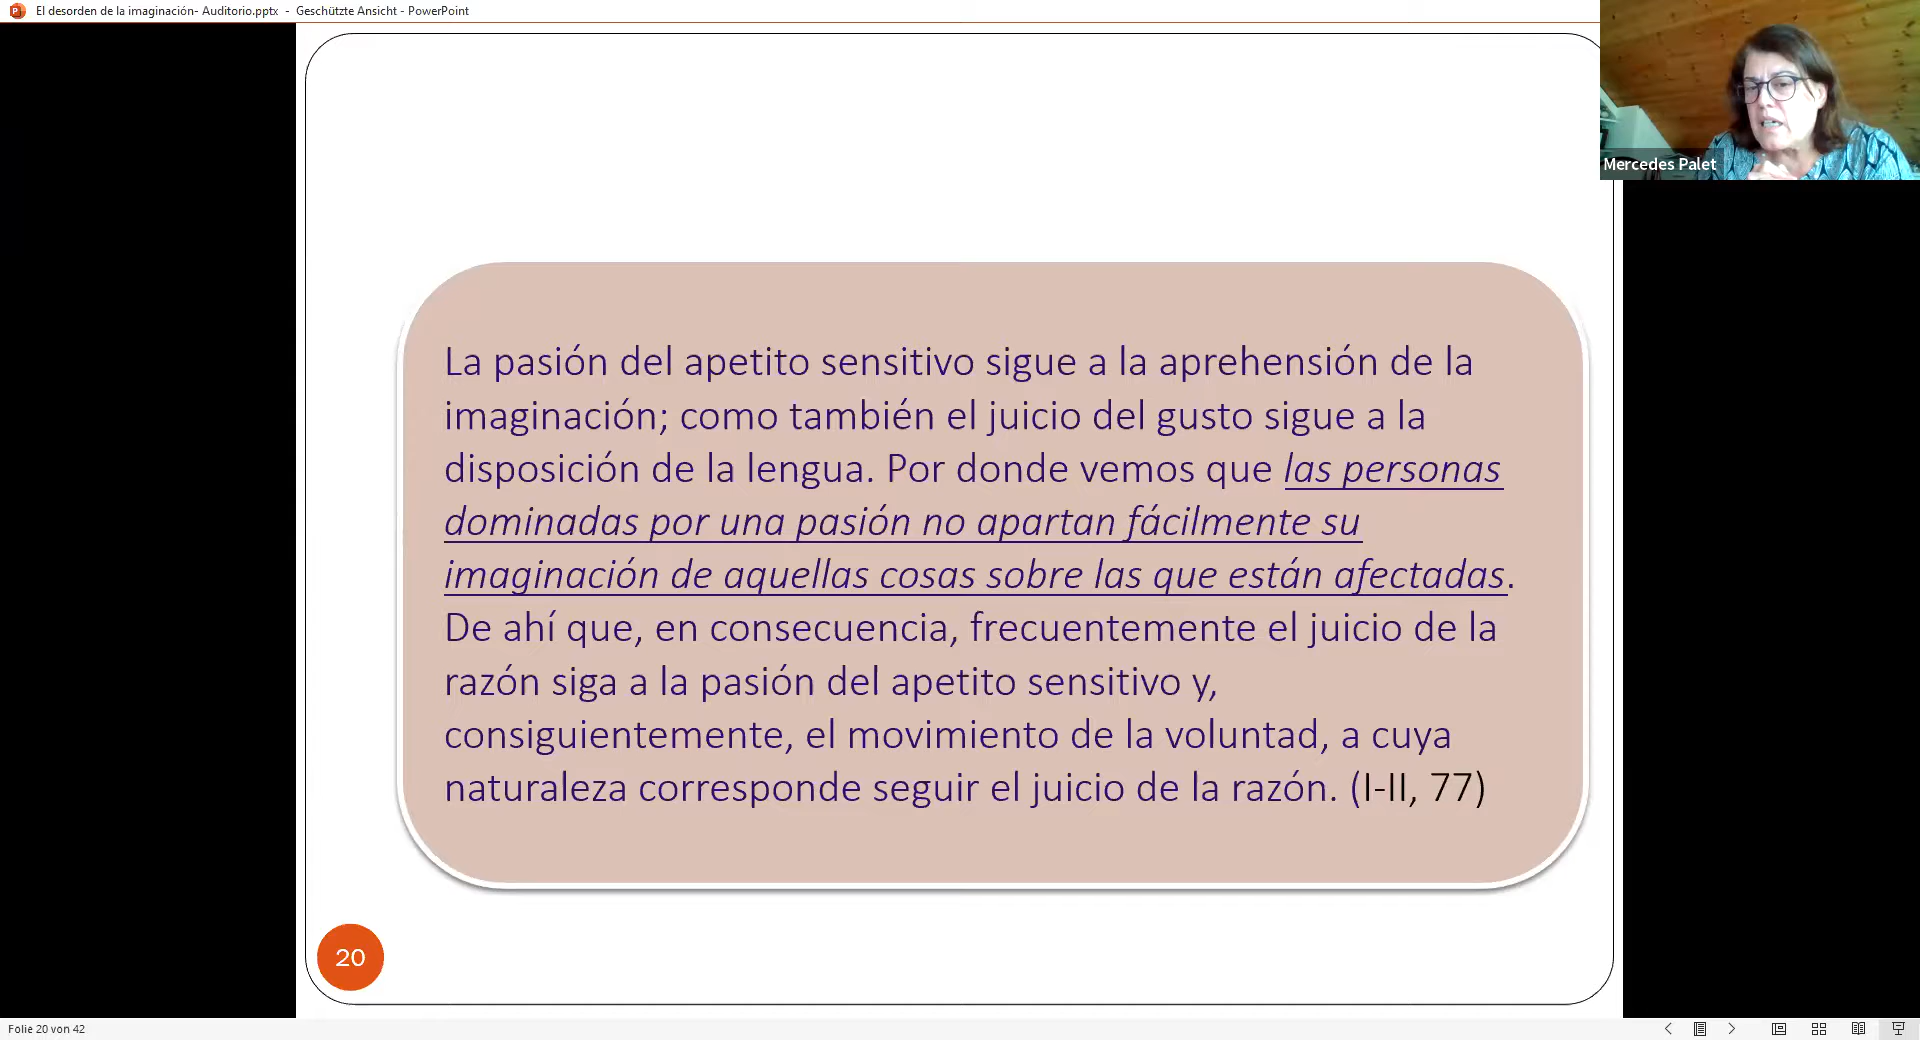 El desorden de la imaginación- Auditorio.pptx - Geschützte Ansicht - PowerPoint
Mercedes Palet
La pasión del apetito sensitivo sigue a la aprehensión de la
imaginación; como también el juicio del gusto sigue a la
disposición de la lengua. Por donde vemos que las personas
dominadas por una pasión no apartan fácilmente su
imaginación de aquellas cosas sobre las que están afectadas.
De ahí que, en consecuencia, frecuentemente el juicio de la
razón siga a la pasión del apetito sensitivo y,
consiguientemente, el movimiento de la voluntad, a cuya
naturaleza corresponde seguir el juicio de la razón. (I-II, 77)
20
Folie 20 von 42